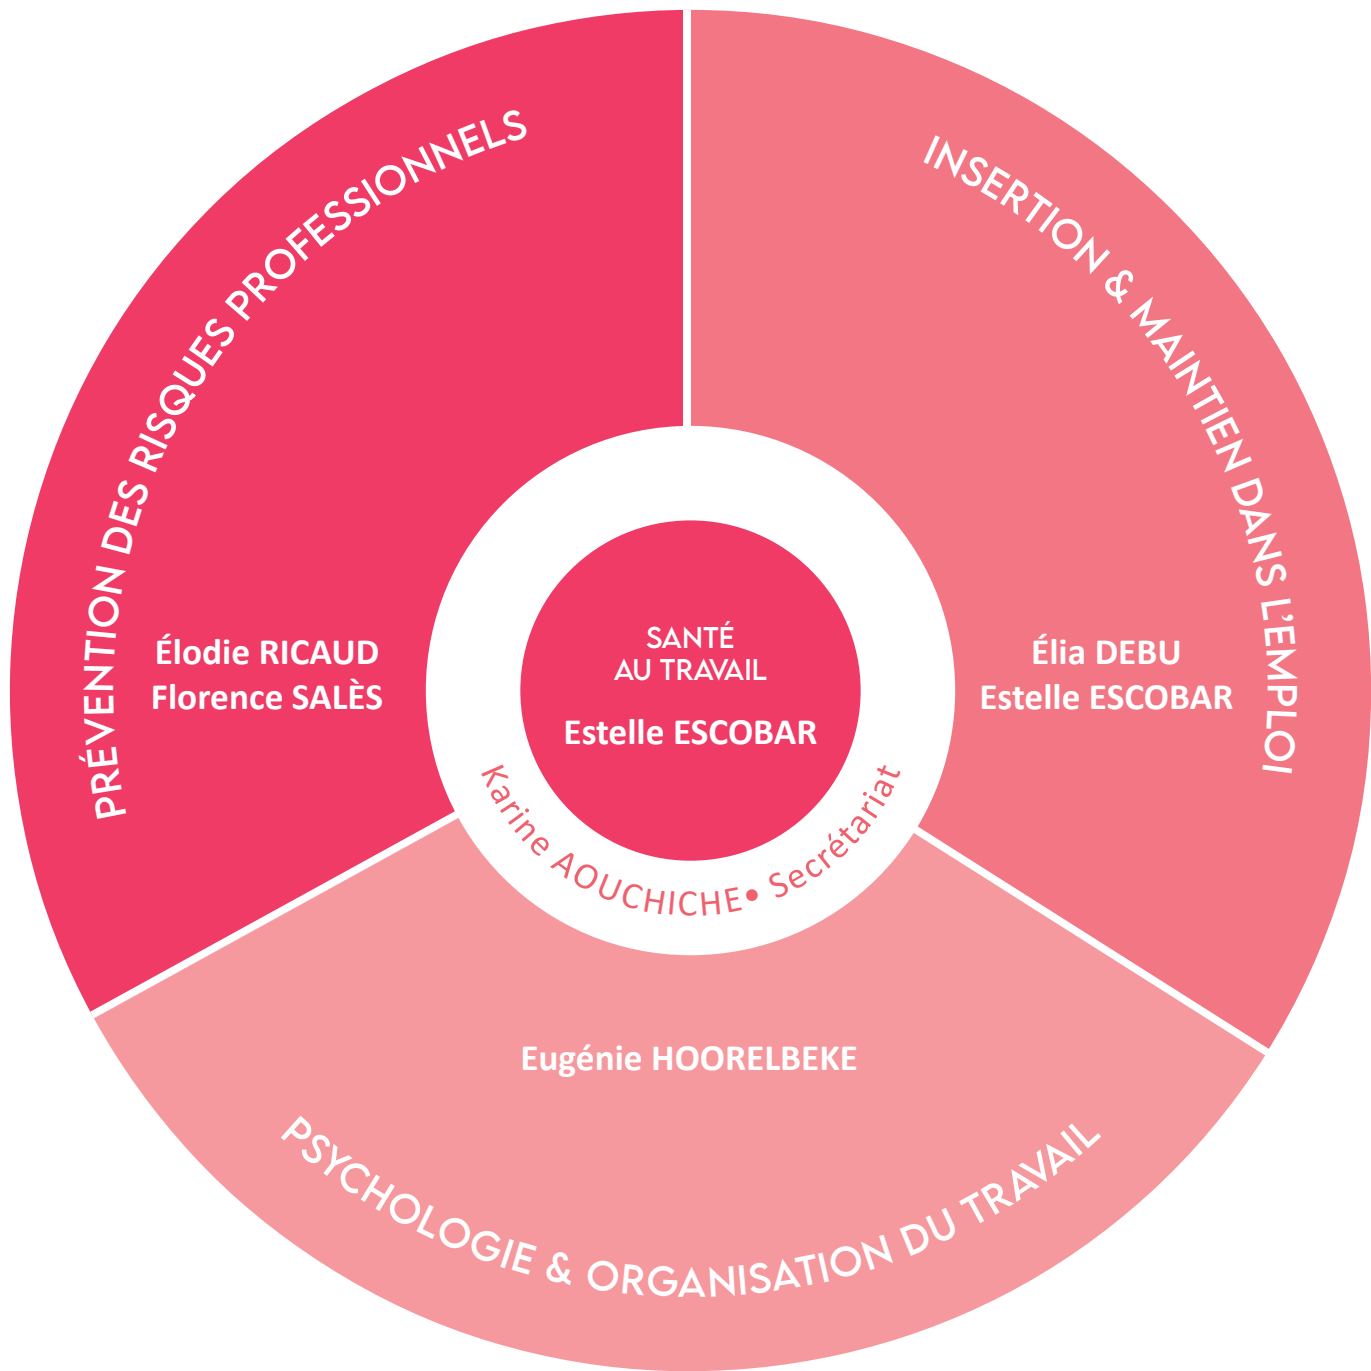 PRÉVENTION DES RISQUES PROFESSIONNELS
Élodie RICAUD
Florence SALÈS
INSERTION & MAINTIEN DANS L'EMPLOI
Élia DEBU
Estelle ESCOBAR
SANTÉ
AU TRAVAIL
Estelle ESCOBAR
Karine AOUCHICHE• Secrétariat
Eugénie HOORELBEKE
PSYCHOLOGIE & ORGANISATION DU TRAVAIL